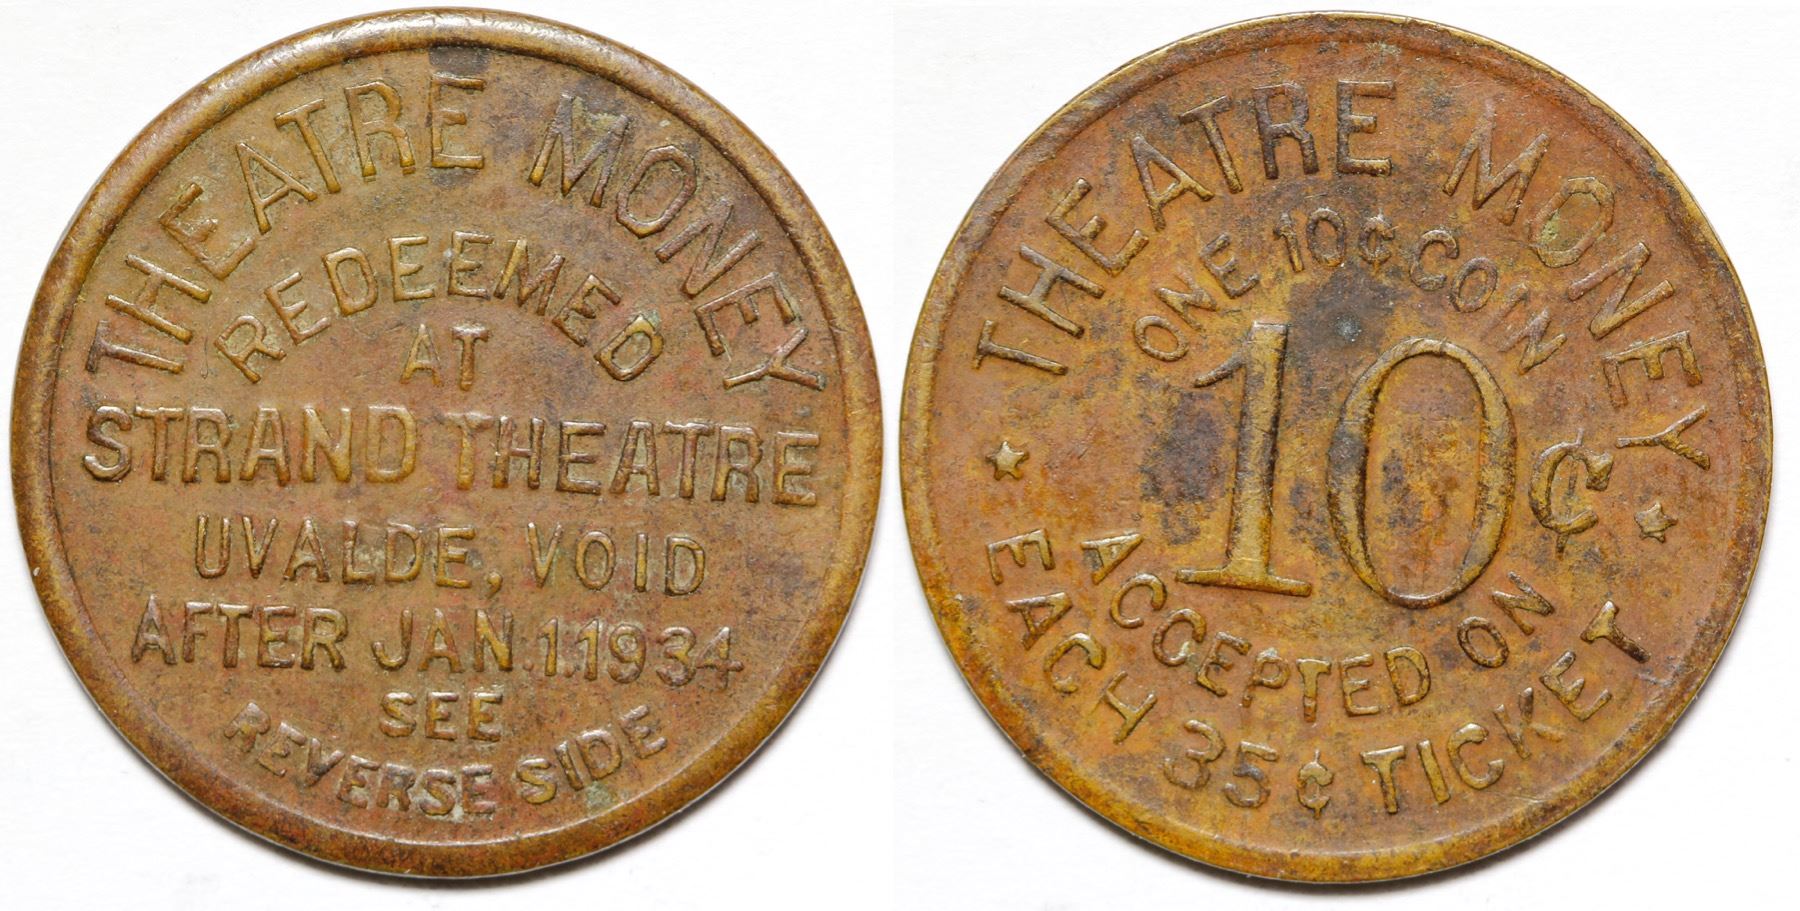 THEATRE MONEY
REDEEMED
AT
STRAND THEATRE
UVALDE, VOID
AFTER JAN. 1. 1934
SEE
REVERSE SIDE
THEATRE MONEY
ONE 10¢ COIN
10¢
ACCEPTED ON
EACH 35¢ TICKET